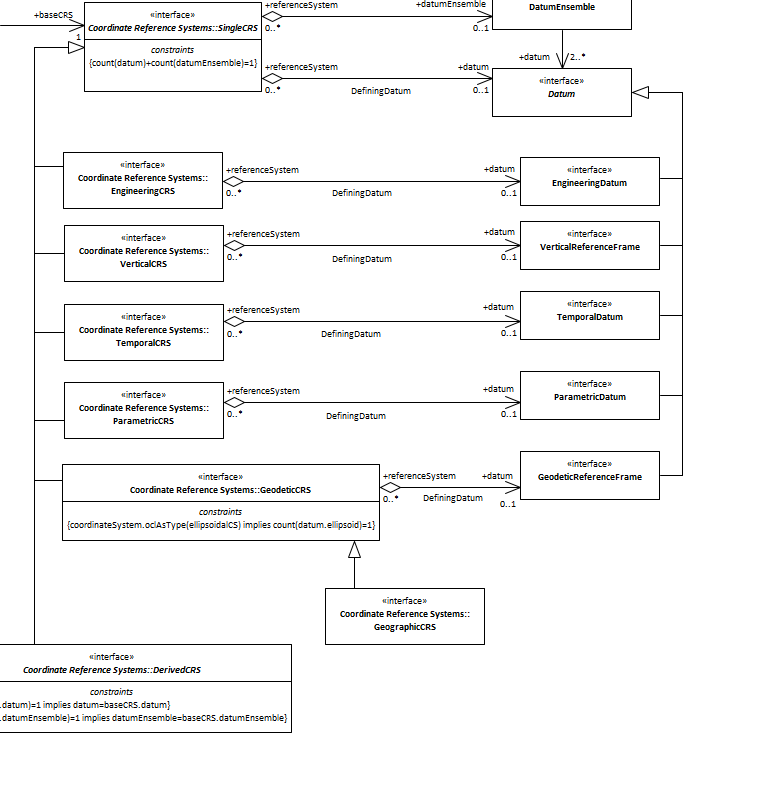 +baseCRS
1
«interface»
Coordinate Reference Systems::SingleCRS
constraints
{count(datum)+count(datumEnsemble)=1}
+referenceSystem
0..*
+datumEnsemble
0..1
DatumEnsemble
+datum
2..*
+referenceSystem
0..*
DefiningDatum
+datum
0..1
«interface»
Datum
«interface»
Coordinate Reference Systems::
EngineeringCRS
+referenceSystem
0..*
DefiningDatum
+datum
0..1
«interface»
EngineeringDatum
«interface»
Coordinate Reference Systems::
VerticalCRS
+referenceSystem
0..*
DefiningDatum
+datum
0..1
«interface»
VerticalReferenceFrame
«interface»
Coordinate Reference Systems::
TemporalCRS
+referenceSystem
0..*
DefiningDatum
+datum
0..1
«interface»
TemporalDatum
«interface»
Coordinate Reference Systems::
ParametricCRS
+referenceSystem
0..*
DefiningDatum
+datum
0..1
«interface»
ParametricDatum
«interface»
Coordinate Reference Systems::GeodeticCRS
constraints
{coordinateSystem.oclAsType(ellipsoidalCS) implies count(datum.ellipsoid)=1}
+referenceSystem
0..*
DefiningDatum
+datum
0..1
«interface»
GeodeticReferenceFrame
«interface»
Coordinate Reference Systems::
GeographicCRS
«interface»
Coordinate Reference Systems::DerivedCRS
constraints
.datum)=1 implies datum=baseCRS.datum}
.datumEnsemble)=1 implies datumEnsemble=baseCRS.datumEnsemble}